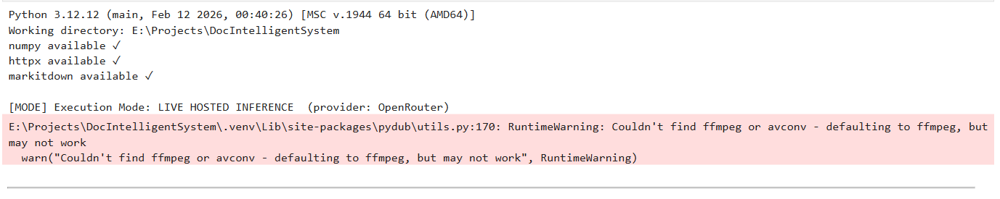 Python 3.12.12 (main, Feb 12 2026, 00:40:26) [MSC v.1944 64 bit (AMD64)]
Working directory: E:\Projects\DocIntelligentSystem
numpy available ✓
httpx available ✓
markitdown available ✓
[MODE] Execution Mode: LIVE HOSTED INFERENCE  (provider: OpenRouter)
E:\Projects\DocIntelligentSystem\.venv\Lib\site-packages\pydub\utils.py:170: RuntimeWarning: Couldn't find ffmpeg or avconv - defaulting to ffmpeg, but
may not work
  warn("Couldn't find ffmpeg or avconv - defaulting to ffmpeg, but may not work", RuntimeWarning)